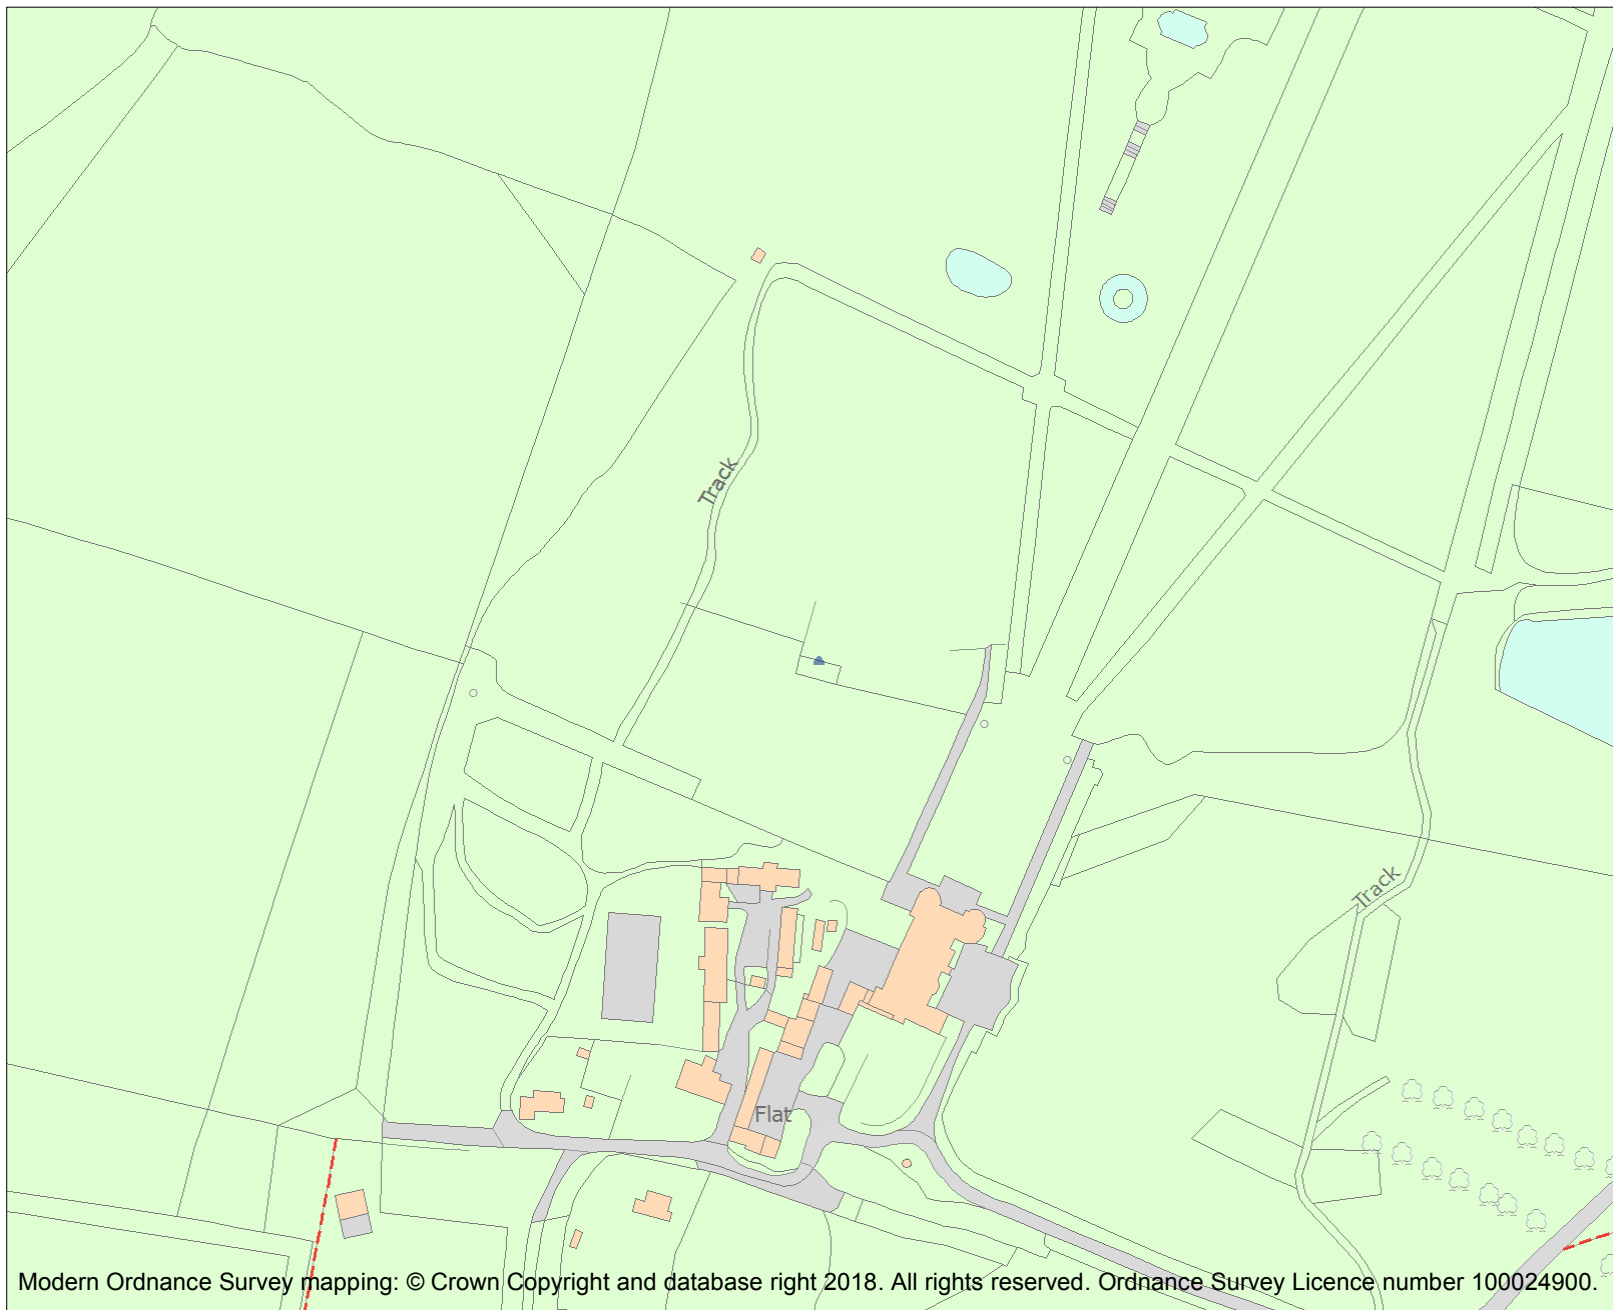 Track
Track
Flat
Modern Ordnance Survey mapping: © Crown Copyright and database right 2018. All rights reserved. Ordnance Survey Licence number 100024900.